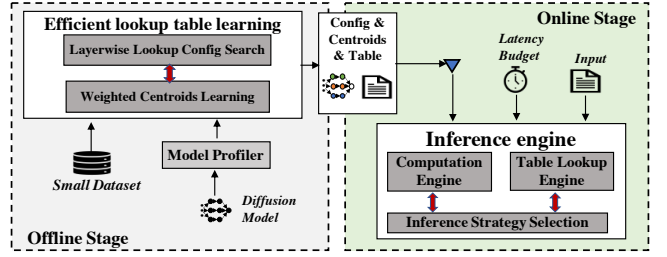 Efficient lookup table learning
Layerwise Lookup Config Search
Weighted Centroids Learning
Small Dataset
Model Profiler
Diffusion
Model
Offline Stage
Config &
Centroids
& Table
Online Stage
Latency
Budget
Input
Inference engine
Computation
Engine
Table Lookup
Engine
Inference Strategy Selection